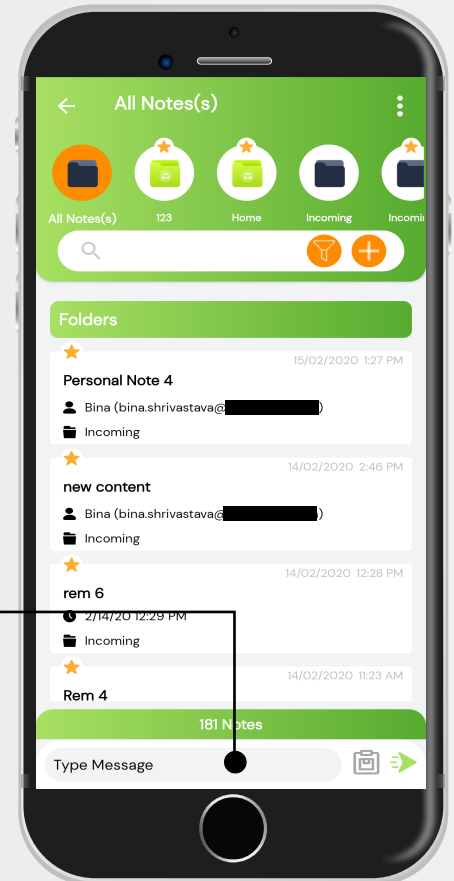 All Notes(s)
All Notes(s) 123 Home Incoming Incomi
Folders
15/02/2020 1:27 PM
Personal Note 4
Bina (bina.shrivastava@ )
Incoming
14/02/2020 2:46 PM
new content
Bina (bina.shrivastava@ )
Incoming
14/02/2020 12:28 PM
rem 6
2/14/20 12:29 PM
Incoming
14/02/2020 11:23 AM
Rem 4
181 Notes
Type Message